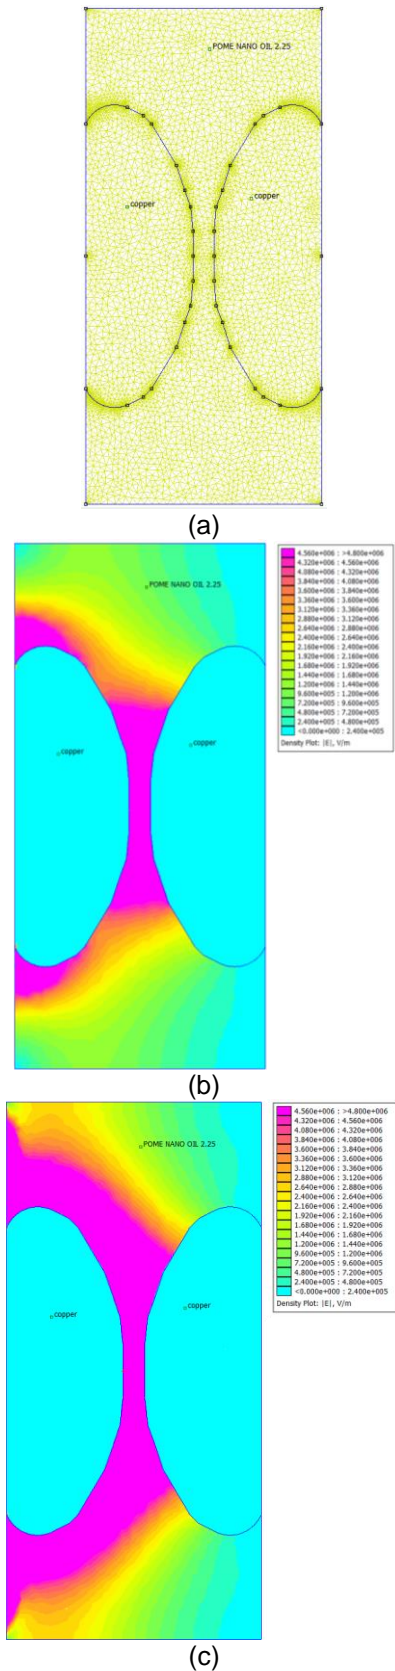 POME NANO OIL 2.25
copper
copper
(a)
POME NANO OIL 2.25
copper
copper
4.560e+006 : >4.800e+006
4.320e+006 : 4.560e+006
4.080e+006 : 4.320e+006
3.840e+006 : 4.080e+006
3.600e+006 : 3.840e+006
3.360e+006 : 3.600e+006
3.120e+006 : 3.360e+006
2.880e+006 : 3.120e+006
2.640e+006 : 2.880e+006
2.400e+006 : 2.640e+006
2.160e+006 : 2.400e+006
1.920e+006 : 2.160e+006
1.680e+006 : 1.920e+006
1.440e+006 : 1.680e+006
1.200e+006 : 1.440e+006
9.600e+005 : 1.200e+006
7.200e+005 : 9.600e+005
4.800e+005 : 7.200e+005
2.400e+005 : 4.800e+005
<0.000e+000 : 2.400e+005
Density Plot: |E|, V/m
(b)
POME NANO OIL 2.25
copper
copper
4.560e+006 : >4.800e+006
4.320e+006 : 4.560e+006
4.080e+006 : 4.320e+006
3.840e+006 : 4.080e+006
3.600e+006 : 3.840e+006
3.360e+006 : 3.600e+006
3.120e+006 : 3.360e+006
2.880e+006 : 3.120e+006
2.640e+006 : 2.880e+006
2.400e+006 : 2.640e+006
2.160e+006 : 2.400e+006
1.920e+006 : 2.160e+006
1.680e+006 : 1.920e+006
1.440e+006 : 1.680e+006
1.200e+006 : 1.440e+006
9.600e+005 : 1.200e+006
7.200e+005 : 9.600e+005
4.800e+005 : 7.200e+005
2.400e+005 : 4.800e+005
<0.000e+000 : 2.400e+005
Density Plot: |E|, V/m
(c)